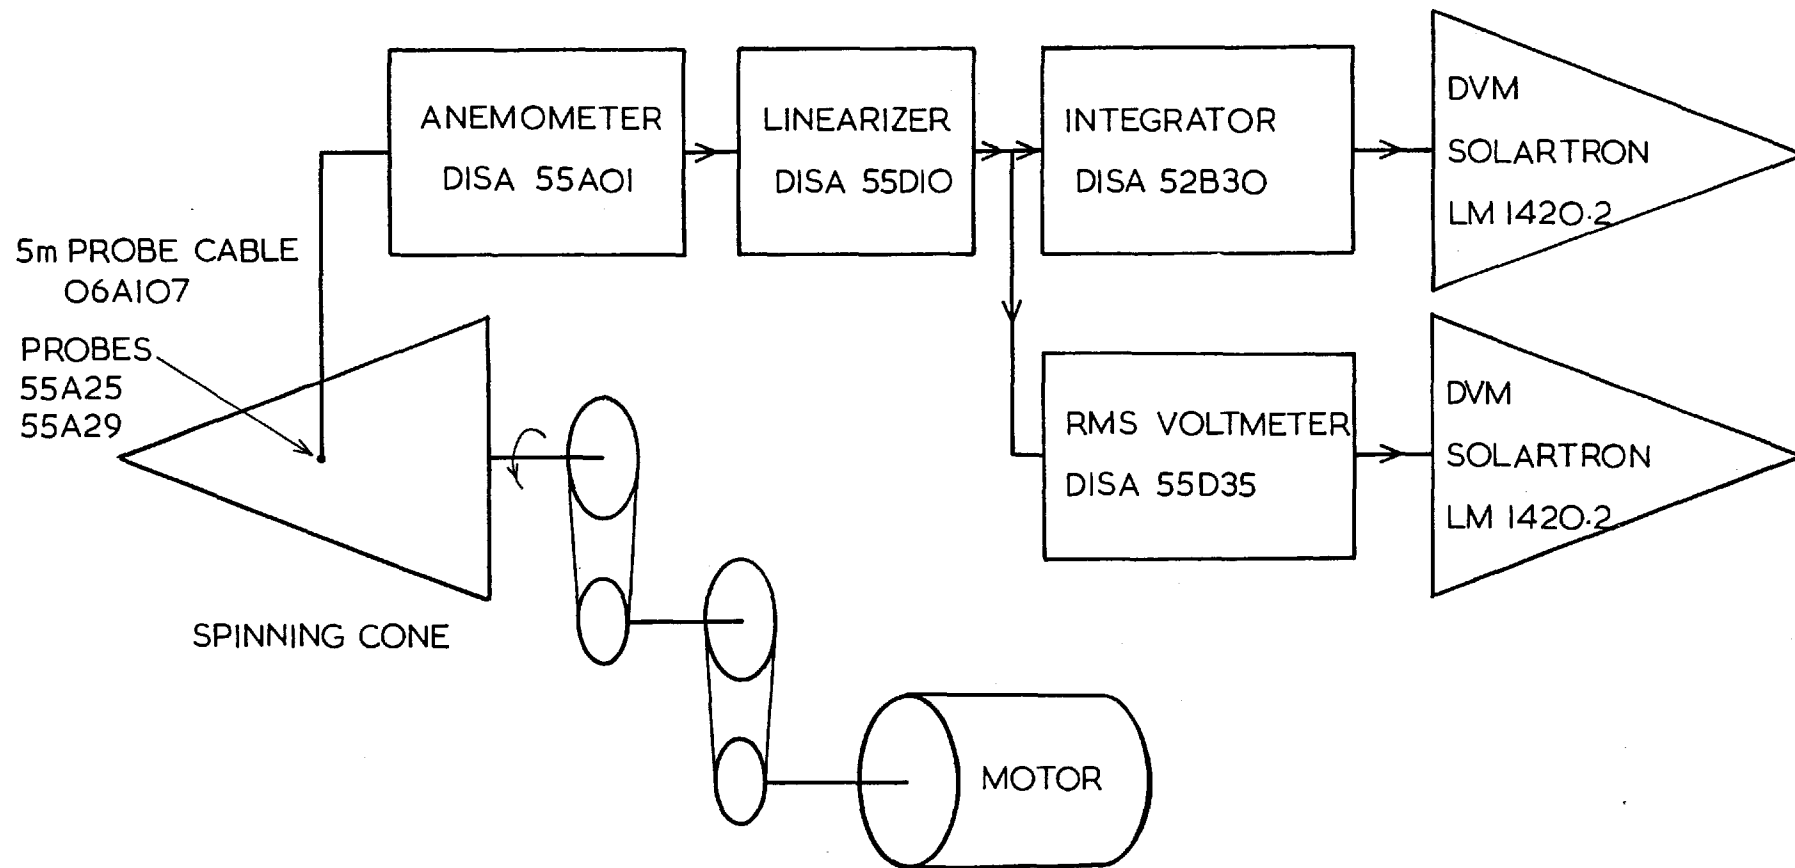 ANEMOMETER
DISA 55A01
LINEARIZER
DISA 55D10
INTEGRATOR
DISA 52B30
DVM
SOLARTRON
LM 1420·2
5m PROBE CABLE
06A107
PROBES
55A25
55A29
RMS VOLTMETER
DISA 55D35
DVM
SOLARTRON
LM 1420·2
SPINNING CONE
MOTOR